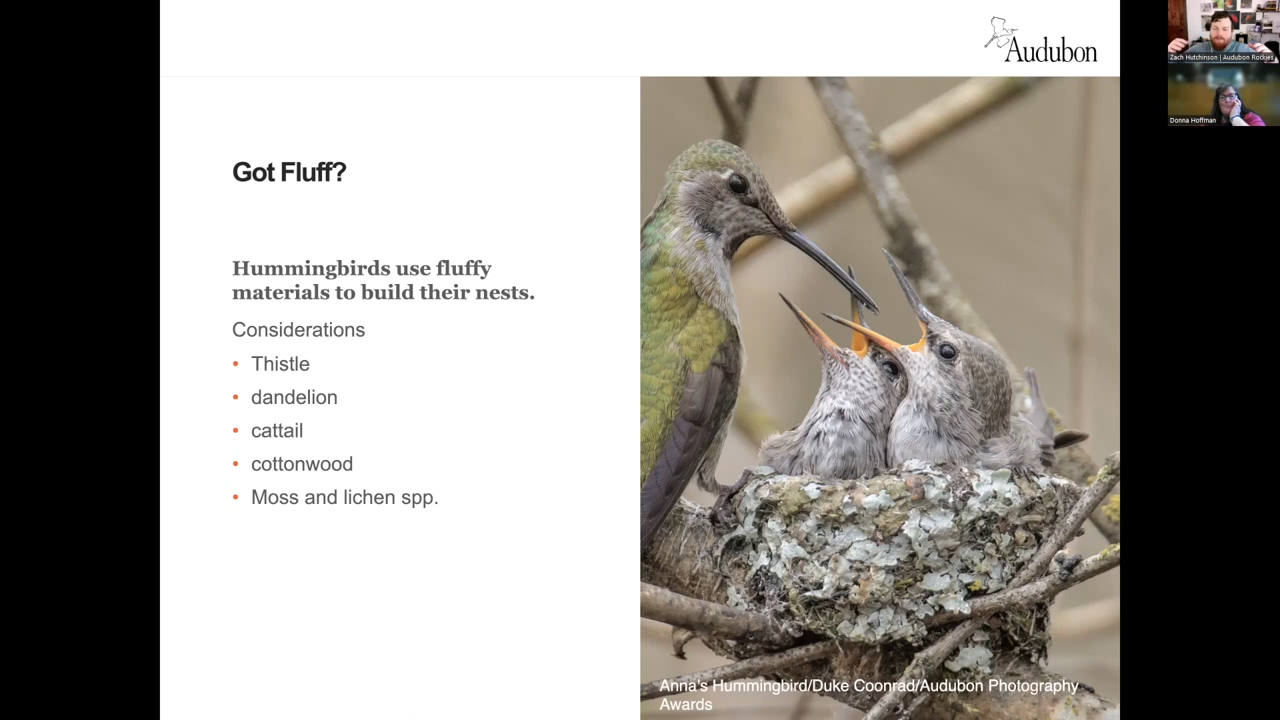 Audubon
Zach Hutchinson | Audubon Rockies
Donna Hoffman
Got Fluff?
Hummingbirds use fluffy
materials to build their nests.
Considerations
• Thistle
• dandelion
• cattail
• cottonwood
• Moss and lichen spp.
Anna's Hummingbird/Duke Coonrad/Audubon Photography
Awards